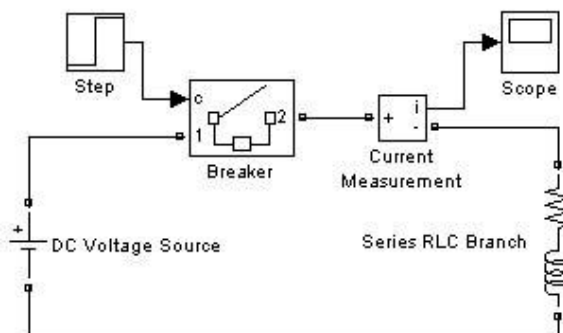 Step
Scope
c
1
2
Breaker
+
i
-
Current
Measurement
+
DC Voltage Source
Series RLC Branch